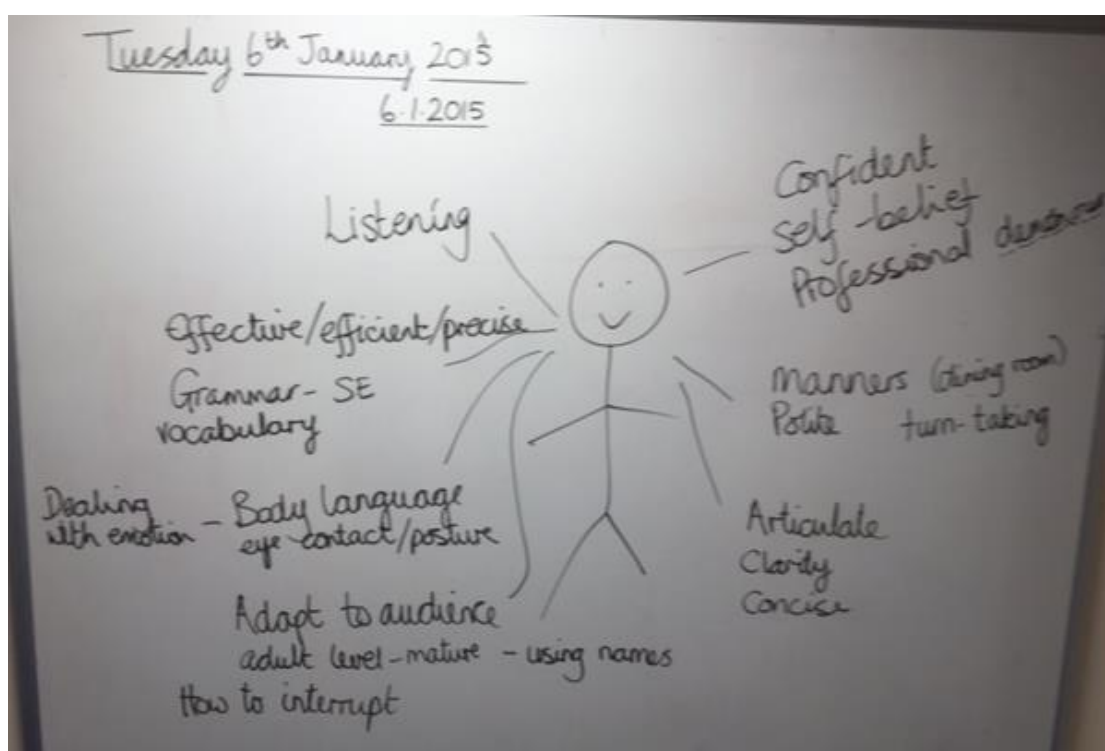 Tuesday 6th January 2015
6.1.2015
Listening
Effective/efficient/precise
Grammar - SE
vocabulary
Dealing
with emotion - Body language
eye contact/posture
Adapt to audience
adult level - mature - using names
How to interrupt
Confident
Self-belief
Professional
Manners (dining room)
Polite turn-taking
Articulate
Clarity
Concise